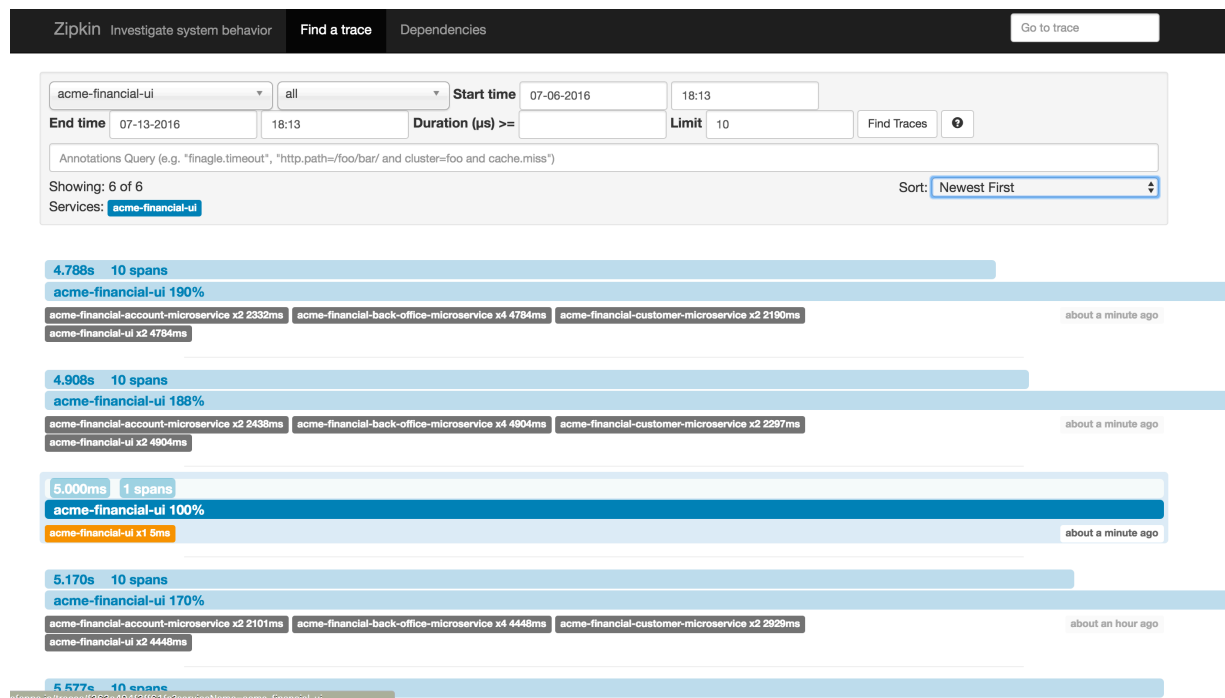 Zipkin Investigate system behavior Find a trace Dependencies Go to trace
acme-financial-ui all Start time 07-06-2016 18:13
End time 07-13-2016 18:13 Duration (μs) >= Limit 10 Find Traces
Annotations Query (e.g. "finagle.timeout", "http.path=/foo/bar/ and cluster=foo and cache.miss")
Showing: 6 of 6 Sort: Newest First
Services: acme-financial-ui
4.788s 10 spans
acme-financial-ui 190%
acme-financial-account-microservice x2 2332ms acme-financial-back-office-microservice x4 4784ms acme-financial-customer-microservice x2 2190ms about a minute ago
acme-financial-ui x2 4784ms
4.908s 10 spans
acme-financial-ui 188%
acme-financial-account-microservice x2 2438ms acme-financial-back-office-microservice x4 4904ms acme-financial-customer-microservice x2 2297ms about a minute ago
acme-financial-ui x2 4904ms
5.000ms 1 spans
acme-financial-ui 100%
acme-financial-ui x1 5ms about a minute ago
5.170s 10 spans
acme-financial-ui 170%
acme-financial-account-microservice x2 2101ms acme-financial-back-office-microservice x4 4448ms acme-financial-customer-microservice x2 2929ms about an hour ago
acme-financial-ui x2 4448ms
5.577s 10 spans